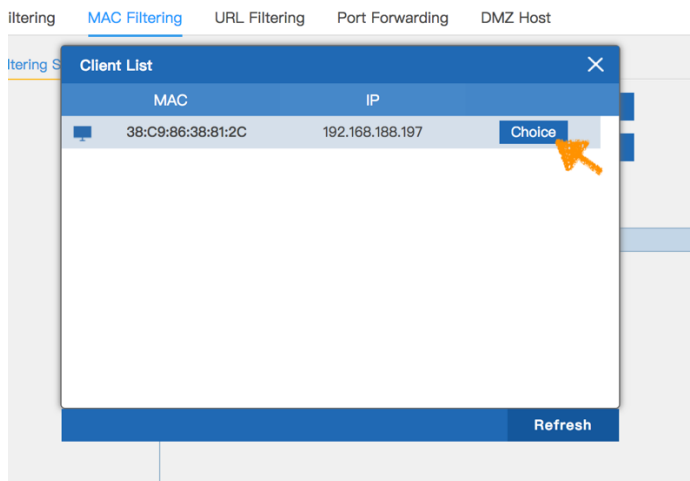 iltering MAC Filtering URL Filtering Port Forwarding DMZ Host
ltering S
Client List
MAC IP
38:C9:86:38:81:2C 192.168.188.197 Choice
Refresh